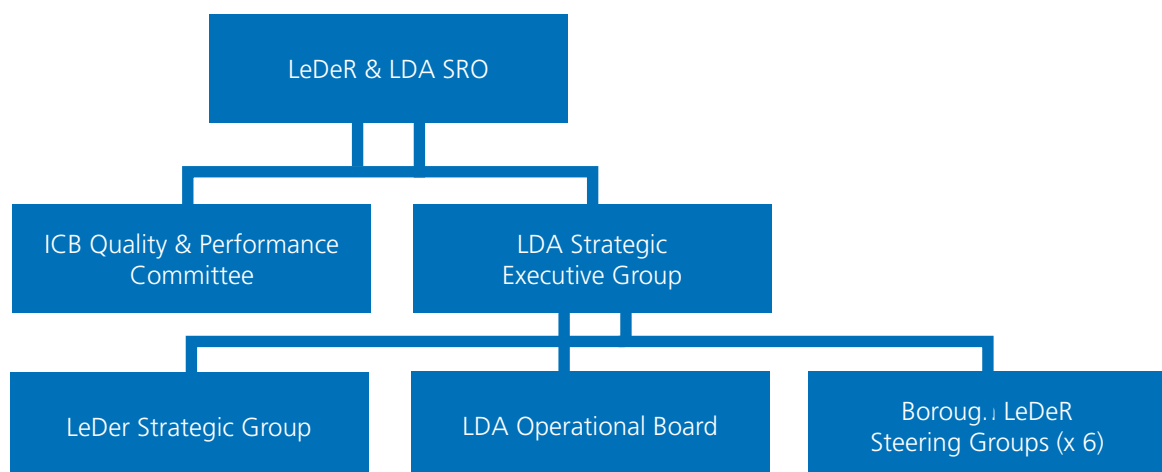 LeDeR & LDA SRO
ICB Quality & Performance
Committee
LDA Strategic
Executive Group
LeDer Strategic Group
LDA Operational Board
Borough LeDeR
Steering Groups (x 6)